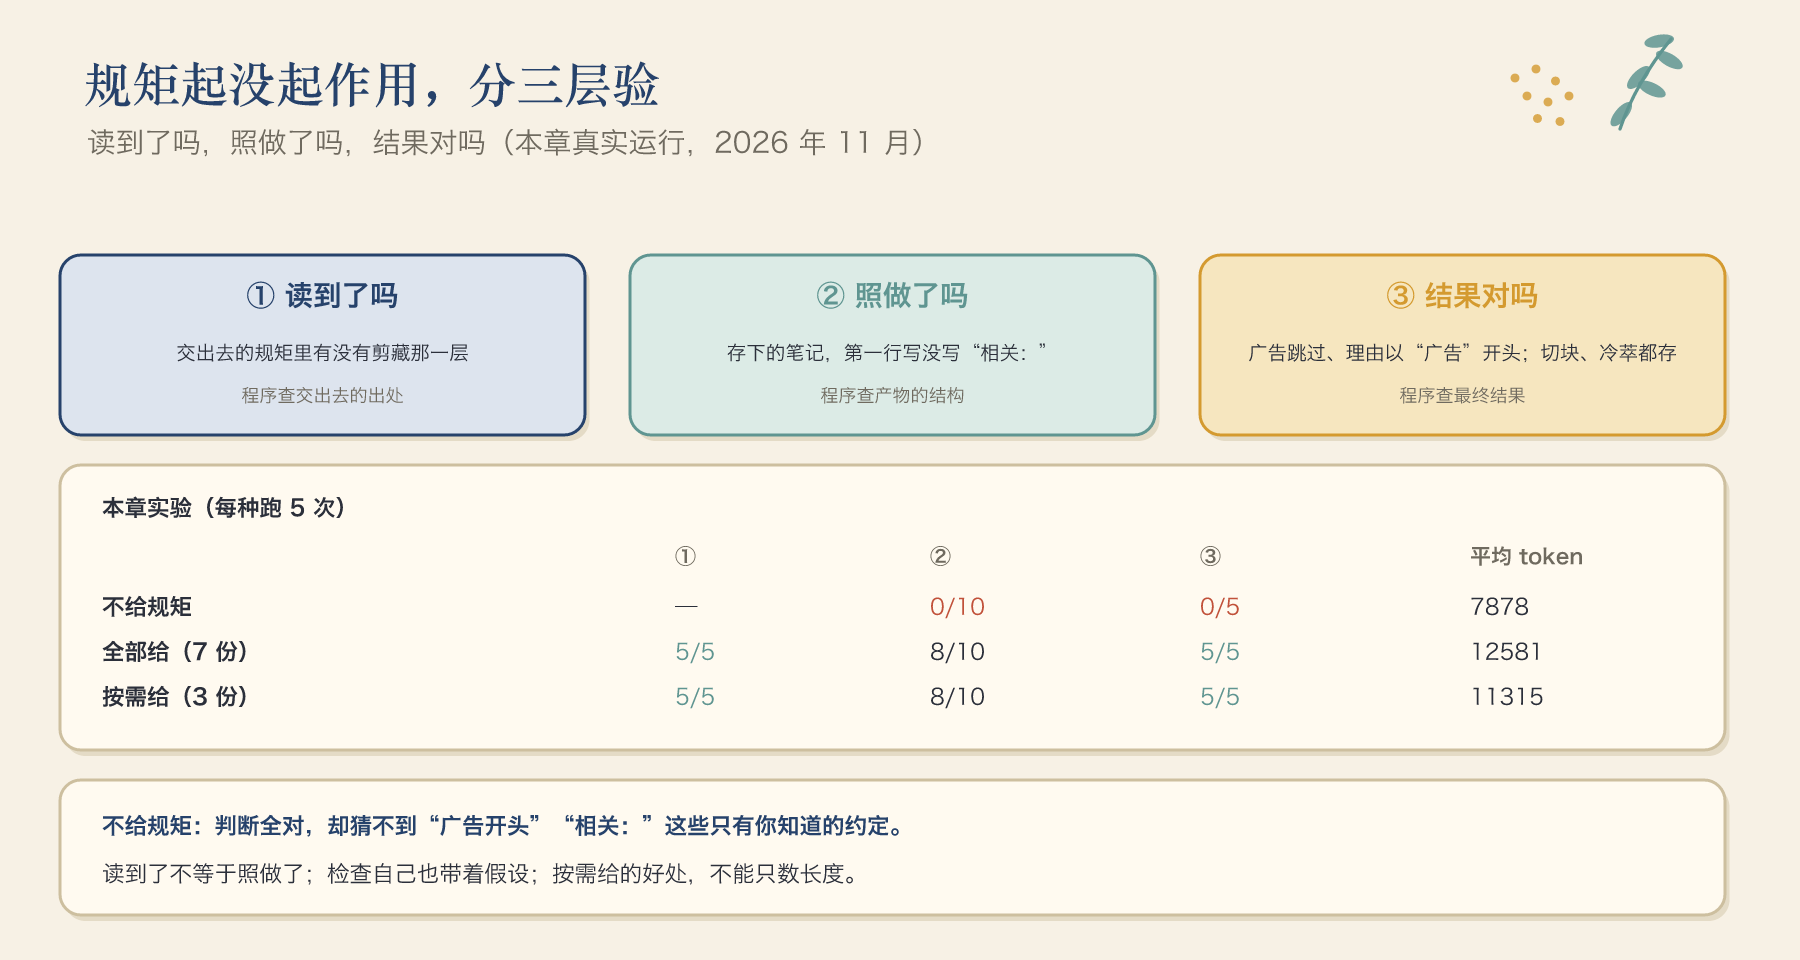 规矩起没起作用，分三层验
读到了吗，照做了吗，结果对吗（本章真实运行，2026 年 11 月）
① 读到了吗
交出去的规矩里有没有剪藏那一层
程序查交出去的出处
② 照做了吗
存下的笔记，第一行写没写“相关：”
程序查产物的结构
③ 结果对吗
广告跳过、理由以“广告”开头；切块、冷萃都存
程序查最终结果
本章实验（每种跑 5 次）
① ② ③ 平均 token
不给规矩 — 0/10 0/5 7878
全部给（7 份） 5/5 8/10 5/5 12581
按需给（3 份） 5/5 8/10 5/5 11315
不给规矩：判断全对，却猜不到“广告开头”“相关：”这些只有你知道的约定。
读到了不等于照做了；检查自己也带着假设；按需给的好处，不能只数长度。